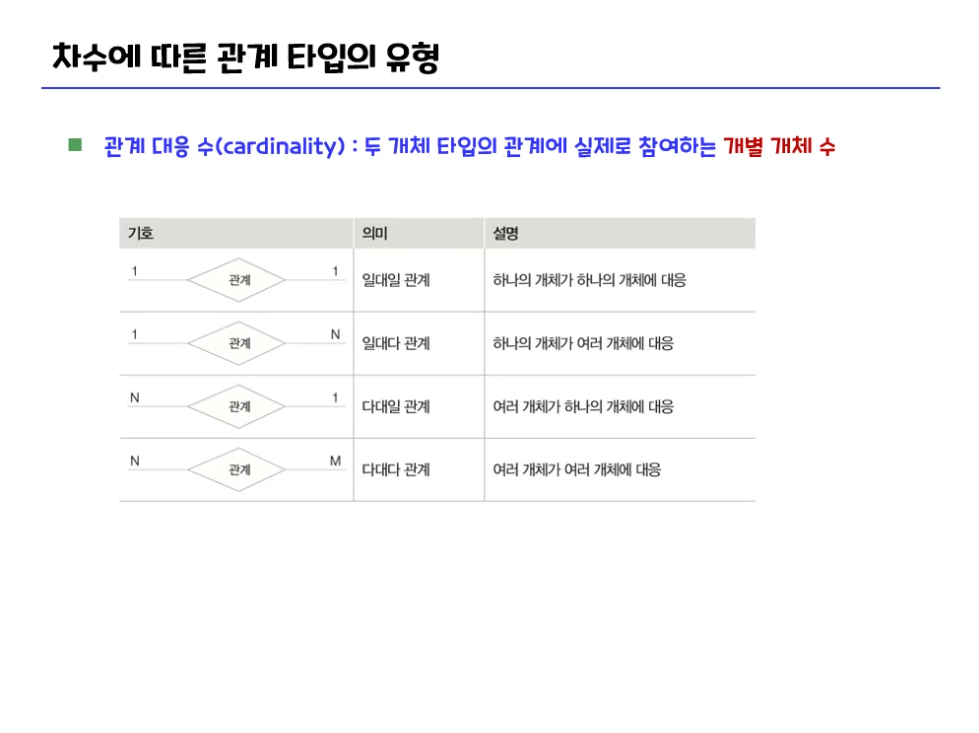 차수에 따른 관계 타입의 유형
관계 대응 수(cardinality) : 두 개체 타입의 관계에 실제로 참여하는 개별 개체 수
기호 의미 설명
1 관계 1 일대일 관계 하나의 개체가 하나의 개체에 대응
1 관계 N 일대다 관계 하나의 개체가 여러 개체에 대응
N 관계 1 다대일 관계 여러 개체가 하나의 개체에 대응
N 관계 M 다대다 관계 여러 개체가 여러 개체에 대응